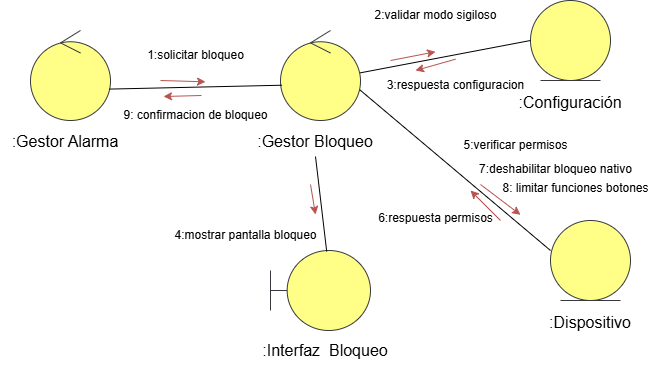 2:validar modo sigiloso
1:solicitar bloqueo
3:respuesta configuracion
:Configuración
9: confirmacion de bloqueo
:Gestor Alarma
:Gestor Bloqueo
5:verificar permisos
7:deshabilitar bloqueo nativo
8: limitar funciones botones
6:respuesta permisos
4:mostrar pantalla bloqueo
:Dispositivo
:Interfaz Bloqueo